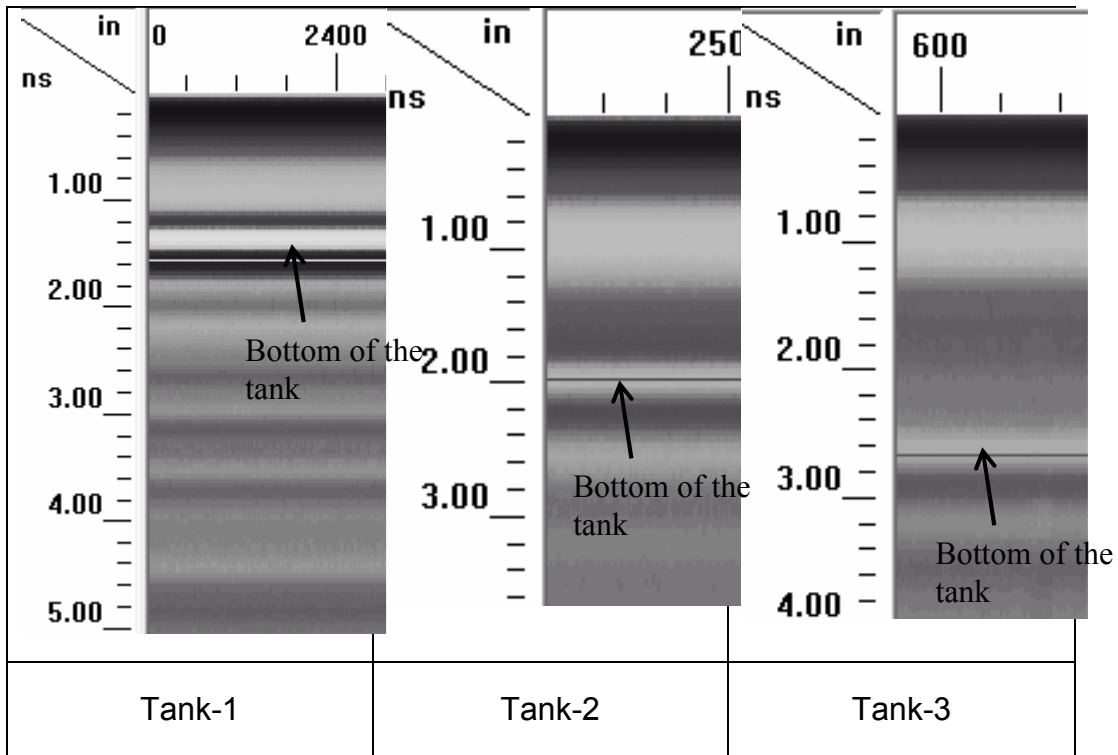 in
0 2400
ns
1.00
2.00
3.00
4.00
5.00
Bottom of the
tank
in
250
ns
1.00
2.00
3.00
Bottom of the
tank
in
600
ns
1.00
2.00
3.00
4.00
Bottom of the
tank
Tank-1 Tank-2 Tank-3